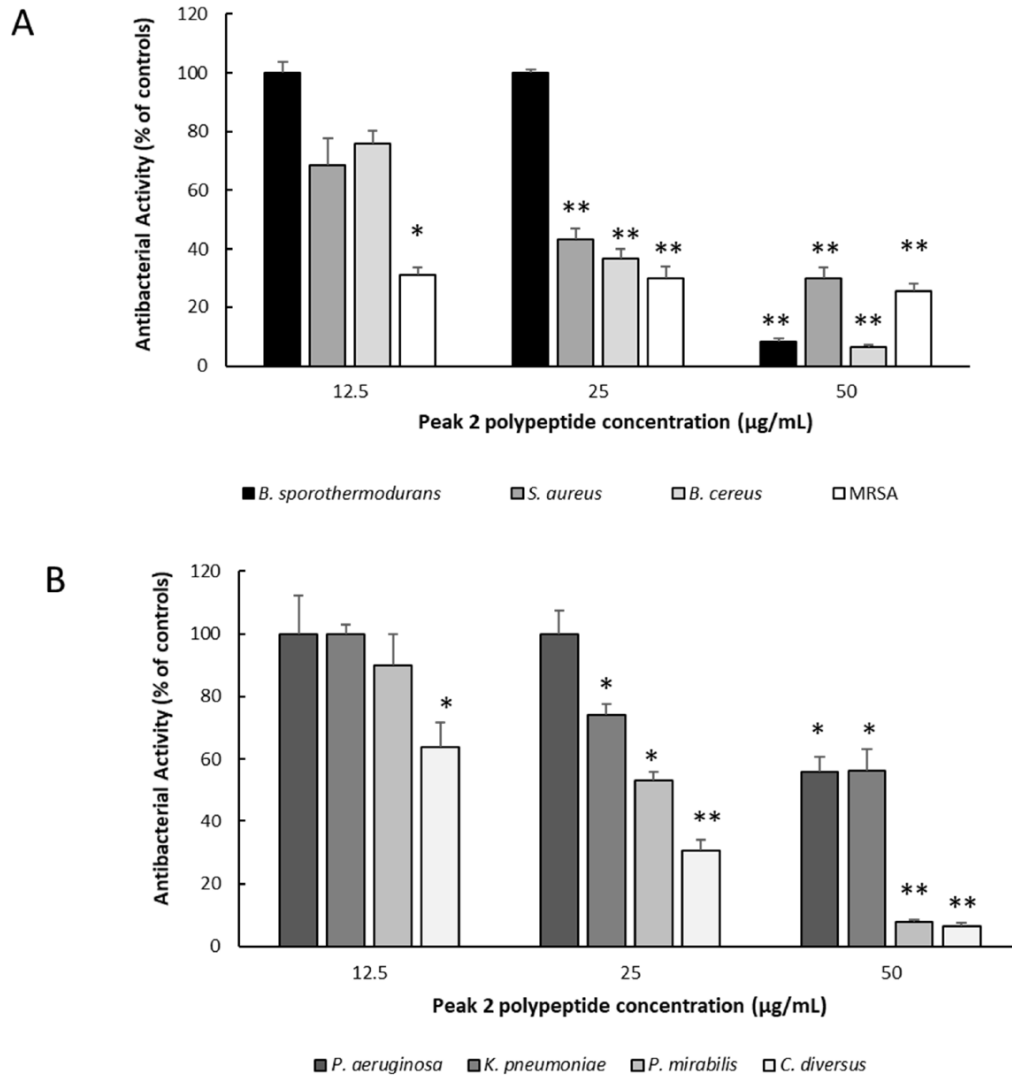 A
Antibacterial Activity (% of controls)
120
100
80
60
40
20
0
*
**
**
**
**
**
**
**
12.5
25
50
Peak 2 polypeptide concentration (µg/mL)
B. sporothermodurans
S. aureus
B. cereus
MRSA
B
Antibacterial Activity (% of controls)
120
100
80
60
40
20
0
*
*
*
**
*
*
**
**
12.5
25
50
Peak 2 polypeptide concentration (µg/mL)
P. aeruginosa
K. pneumoniae
P. mirabilis
C. diversus